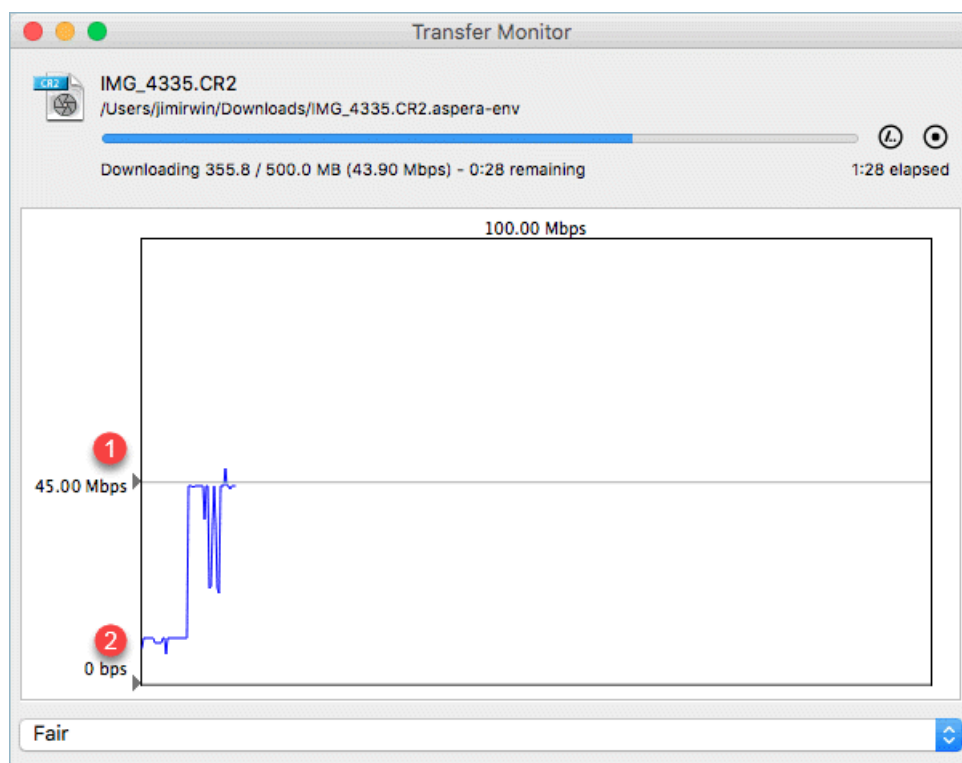 Transfer Monitor
CR2
IMG_4335.CR2
/Users/jimirwin/Downloads/IMG_4335.CR2.aspera-env
Downloading 355.8 / 500.0 MB (43.90 Mbps) - 0:28 remaining
1:28 elapsed
100.00 Mbps
1
45.00 Mbps
2
0 bps
Fair